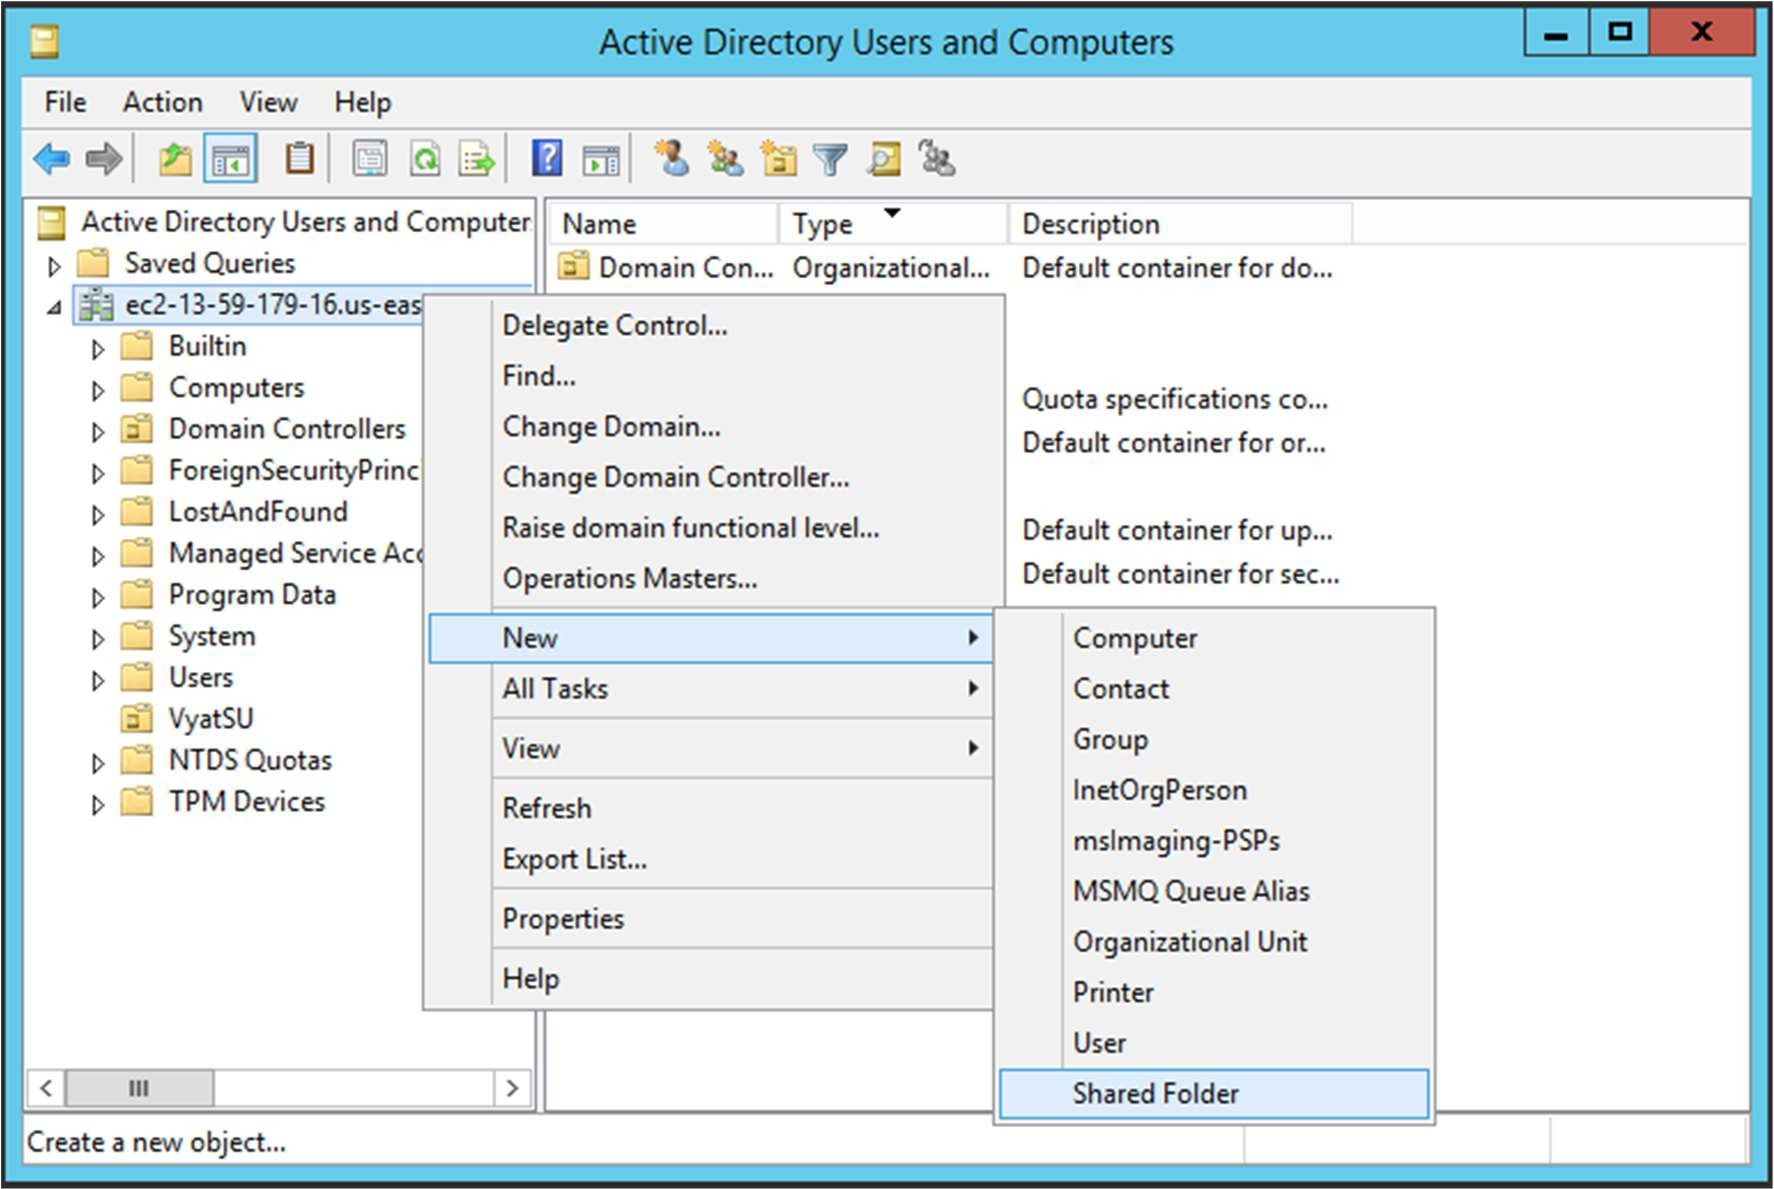 Active Directory Users and Computers
File Action View Help
Active Directory Users and Computer
Saved Queries
ec2-13-59-179-16.us-eas
Builtin
Computers
Domain Controllers
ForeignSecurityPrinci
LostAndFound
Managed Service Acc
Program Data
System
Users
VyatSU
NTDS Quotas
TPM Devices
Name Type Description
Domain Con... Organizational... Default container for do...
Quota specifications co...
Default container for or...
Default container for up...
Default container for sec...
Delegate Control...
Find...
Change Domain...
Change Domain Controller...
Raise domain functional level...
Operations Masters...
New
All Tasks
View
Refresh
Export List...
Properties
Help
Computer
Contact
Group
InetOrgPerson
msImaging-PSPs
MSMQ Queue Alias
Organizational Unit
Printer
User
Shared Folder
Create a new object...